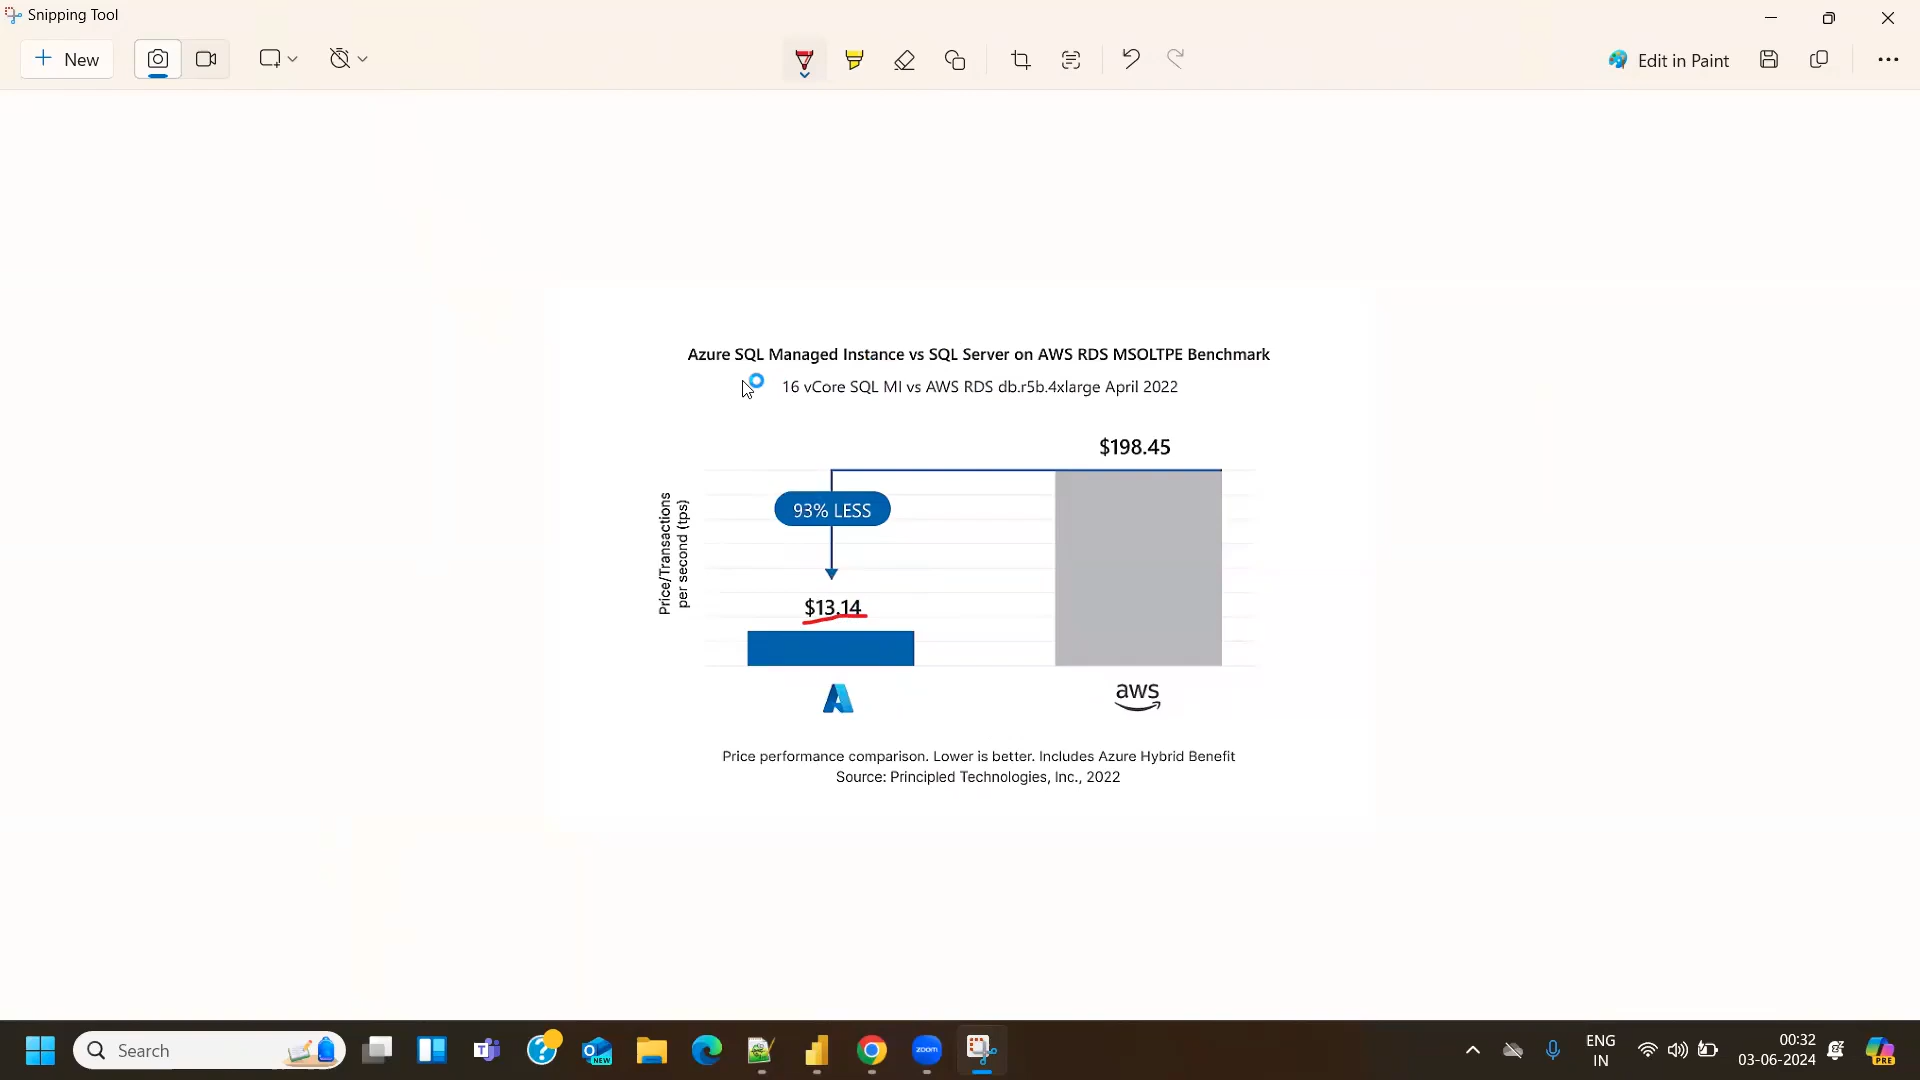 Snipping Tool
New
Edit in Paint
Azure SQL Managed Instance vs SQL Server on AWS RDS MSOLTPE Benchmark
16 vCore SQL MI vs AWS RDS db.r5b.4xlarge April 2022
$198.45
93% LESS
Price/Transactions
per second (tps)
$13.14
aws
Price performance comparison. Lower is better. Includes Azure Hybrid Benefit
Source: Principled Technologies, Inc., 2022
Search
NEW
zoom
ENG
IN
00:32
03-06-2024
PRE